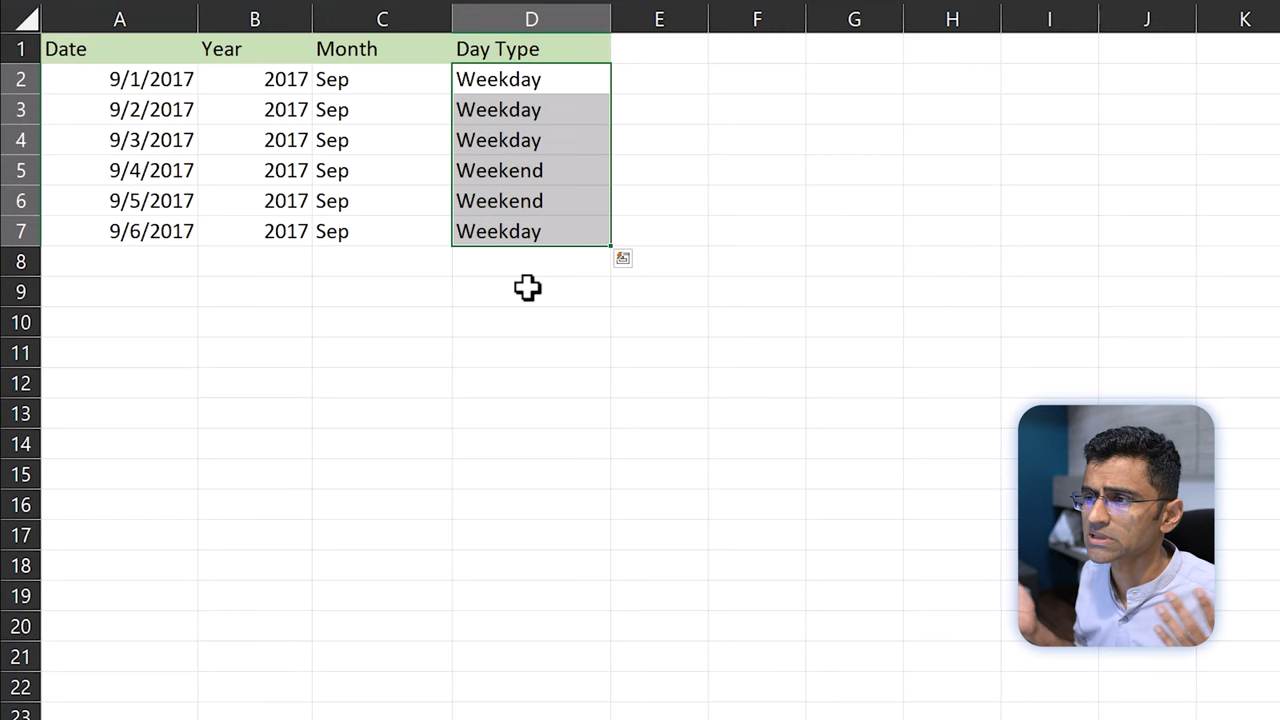 A B C D E F G H I J K
1 Date Year Month Day Type
2 9/1/2017 2017 Sep Weekday
3 9/2/2017 2017 Sep Weekday
4 9/3/2017 2017 Sep Weekday
5 9/4/2017 2017 Sep Weekend
6 9/5/2017 2017 Sep Weekend
7 9/6/2017 2017 Sep Weekday
8
9
10
11
12
13
14
15
16
17
18
19
20
21
22
23